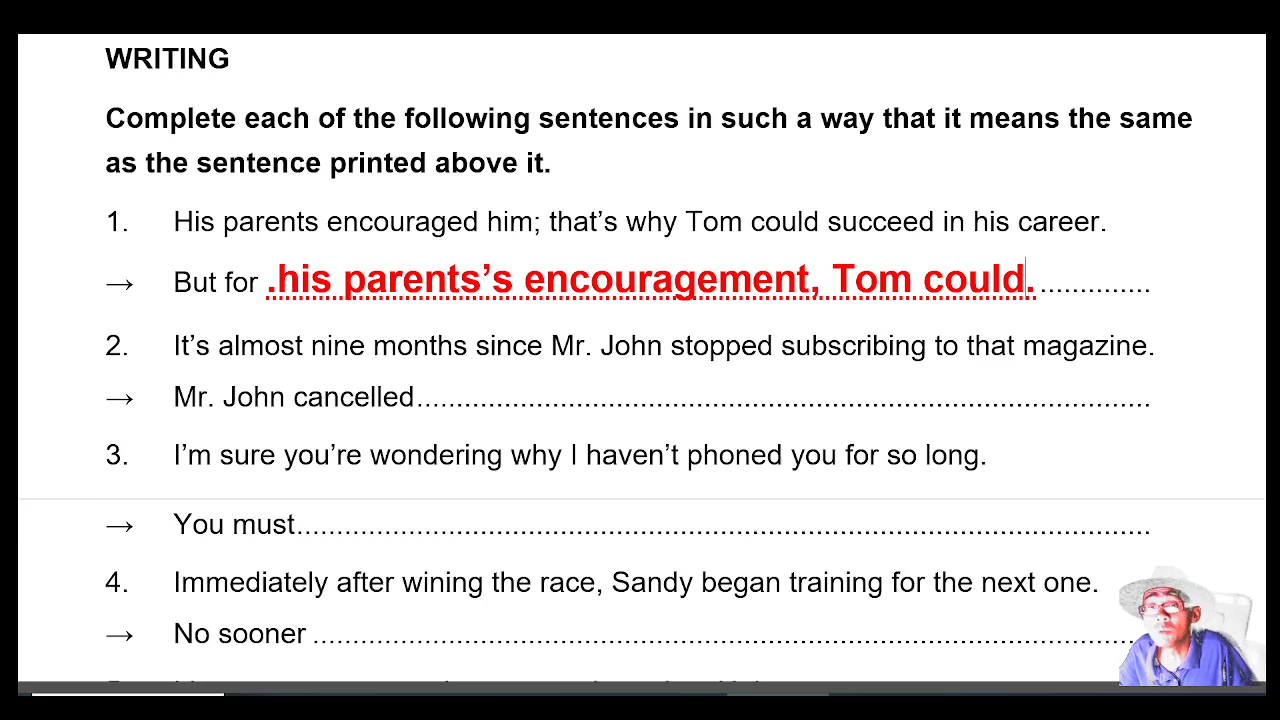 WRITING
Complete each of the following sentences in such a way that it means the same
as the sentence printed above it.
1. His parents encouraged him; that’s why Tom could succeed in his career.
→ But for .his parents’s encouragement, Tom could...............
2. It’s almost nine months since Mr. John stopped subscribing to that magazine.
→ Mr. John cancelled...........................................................................................
3. I’m sure you’re wondering why I haven’t phoned you for so long.
→ You must.........................................................................................................
4. Immediately after wining the race, Sandy began training for the next one.
→ No sooner ......................................................................................................